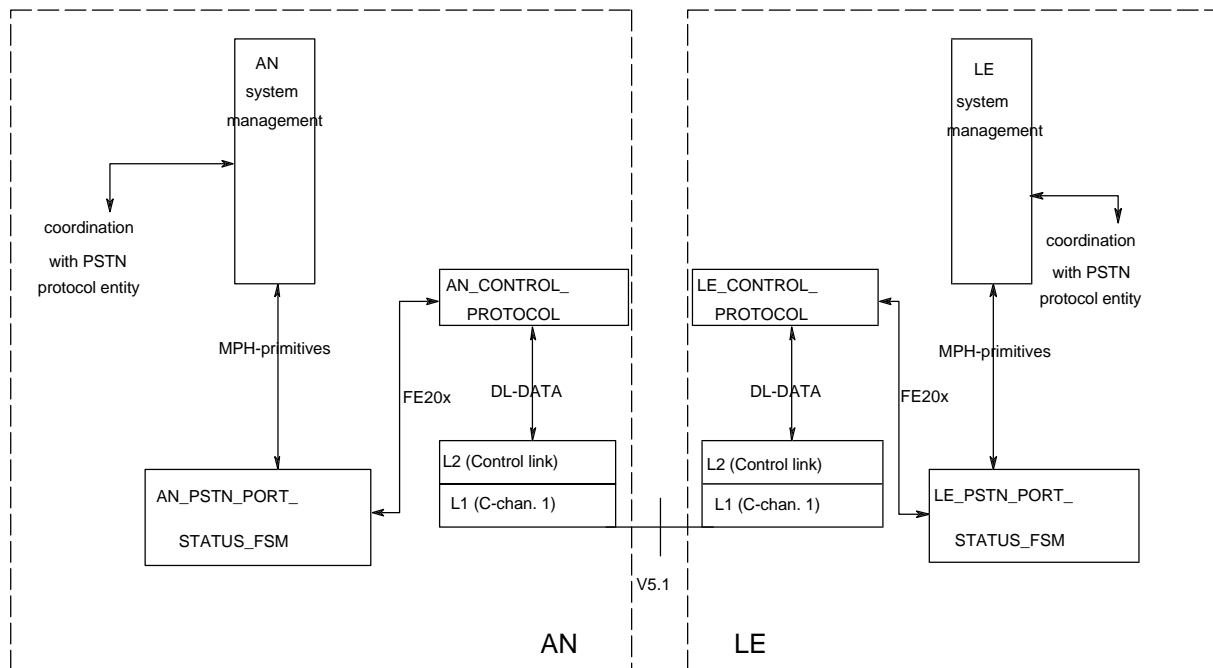 AN
system
management
coordination
with PSTN
protocol entity
MPH-primitives
AN_CONTROL_
PROTOCOL
FE20x
DL-DATA
L2 (Control link)
L1 (C-chan. 1)
AN_PSTN_PORT_
STATUS_FSM
AN
V5.1
LE
system
management
coordination
with PSTN
protocol entity
LE_CONTROL_
PROTOCOL
MPH-primitives
DL-DATA
FE20x
L2 (Control link)
L1 (C-chan. 1)
LE_PSTN_PORT_
STATUS_FSM
LE